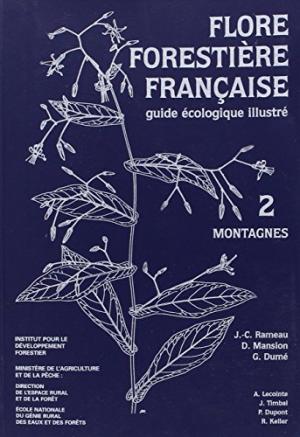 FLORE
FORESTIÈRE
FRANÇAISE
guide écologique illustré
2
MONTAGNES
J.-C. Rameau
D. Mansion
G. Dumé
INSTITUT POUR LE
DÉVELOPPEMENT
FORESTIER
MINISTÈRE DE L'AGRICULTURE
ET DE LA PÊCHE :
DIRECTION
DE L'ESPACE RURAL
ET DE LA FORÊT
ÉCOLE NATIONALE
DU GÉNIE RURAL
DES EAUX ET DES FORÊTS
A. Lecointe
J. Timbal
P. Dupont
R. Keller